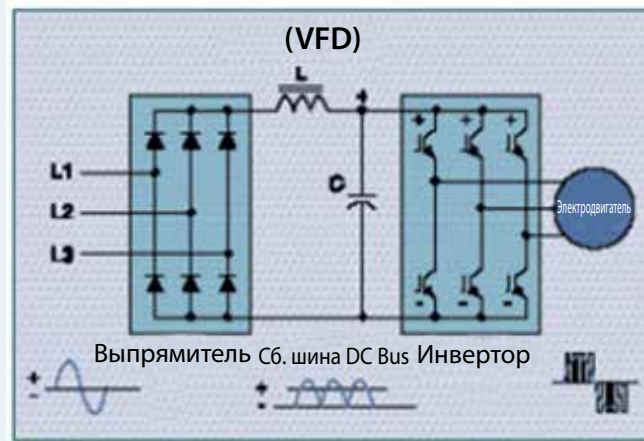 (VFD)
L
+
+ + +
L1
L2
L3
C
Электродвигатель
- - -
Выпрямитель Сб. шина DC Bus Инвертор
+
-
+
-
+
-